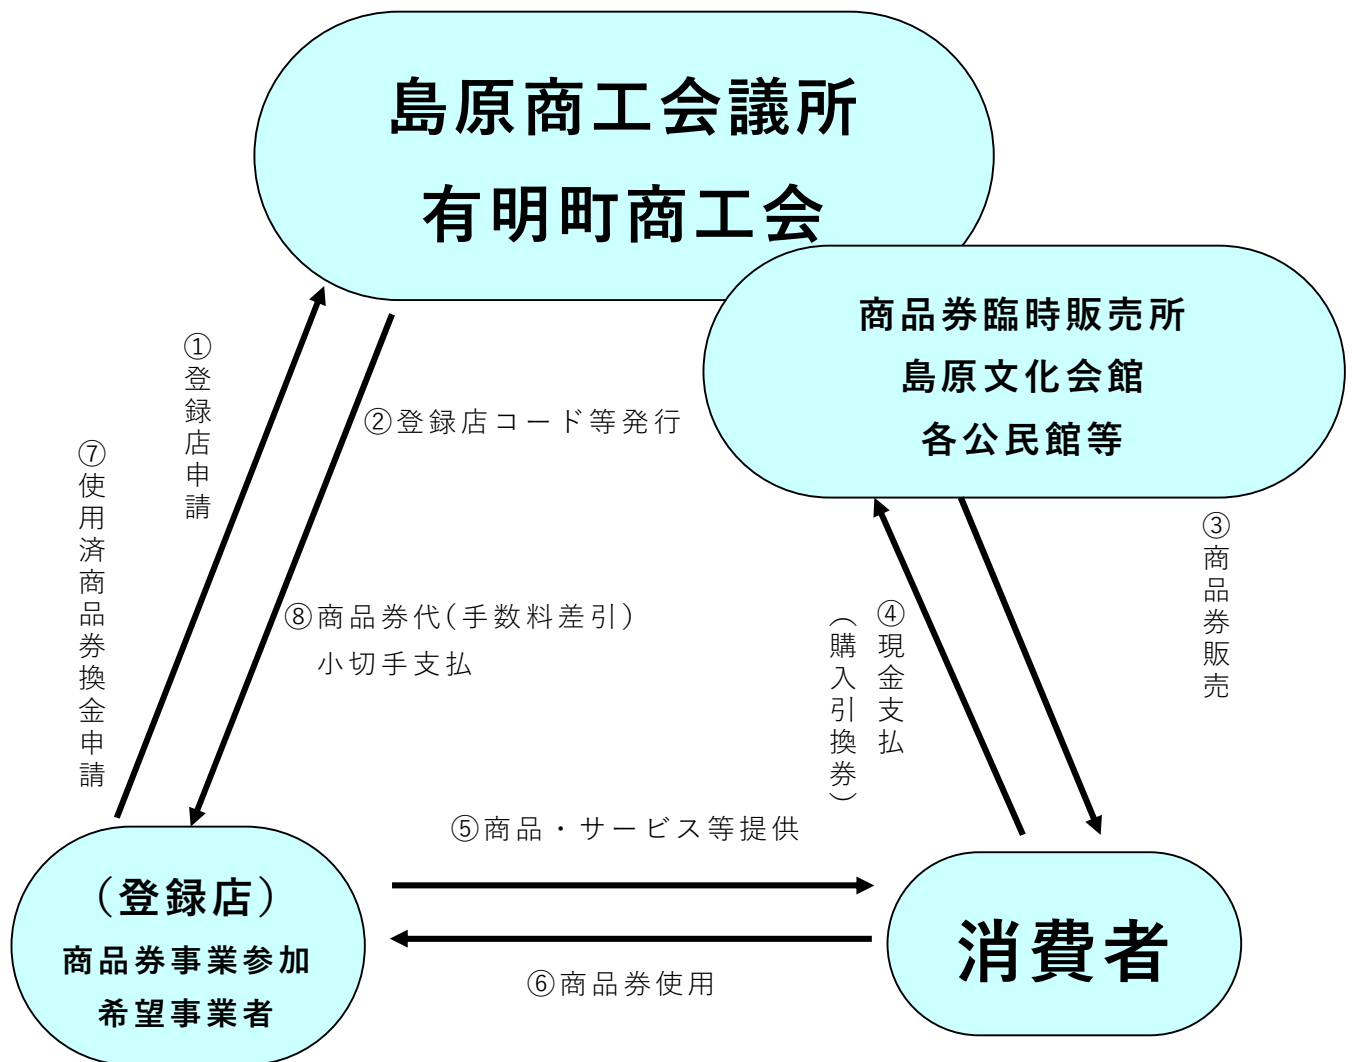 島原商工会議所
有明町商工会
商品券臨時販売所
島原文化会館
各公民館等
①登録店申請
②登録店コード等発行
⑦使用済商品券換金申請
③商品券販売
④現金支払
（購入引換券）
⑧商品券代(手数料差引)
小切手支払
⑤商品・サービス等提供
（登録店）
商品券事業参加
希望事業者
消費者
⑥商品券使用